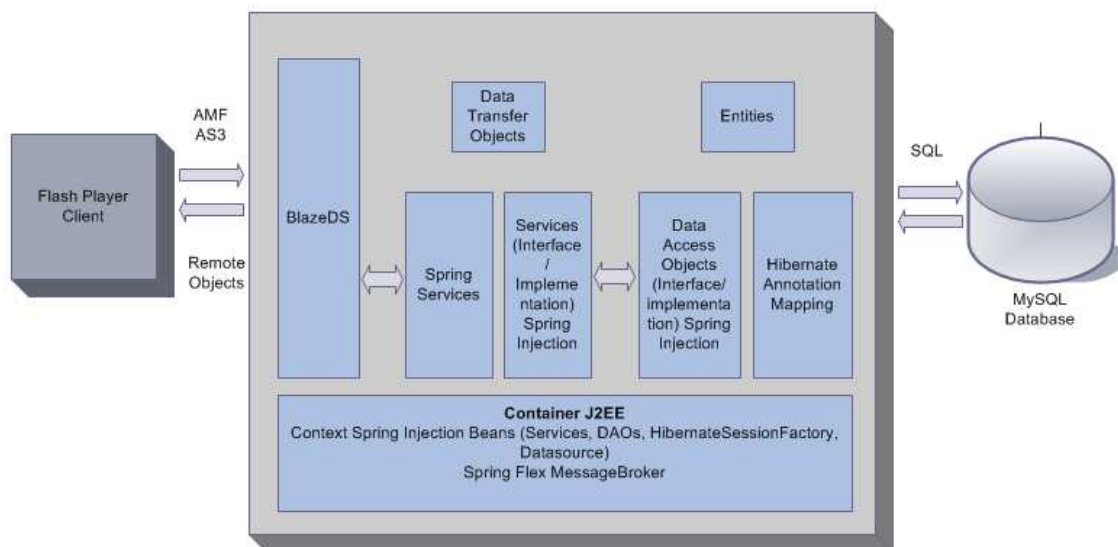 AMF
AS3
Flash Player
Client
Remote
Objects
BlazeDS
Data
Transfer
Objects
Entities
Spring
Services
Services
(Interface
/
Impleme
ntation)
Spring
Injection
Data
Access
Objects
(Interface/
implementa
tion) Spring
Injection
Hibernate
Annotation
Mapping
Container J2EE
Context Spring Injection Beans (Services, DAOs, HibernateSessionFactory,
Datasource)
Spring Flex MessageBroker
SQL
MySQL
Database